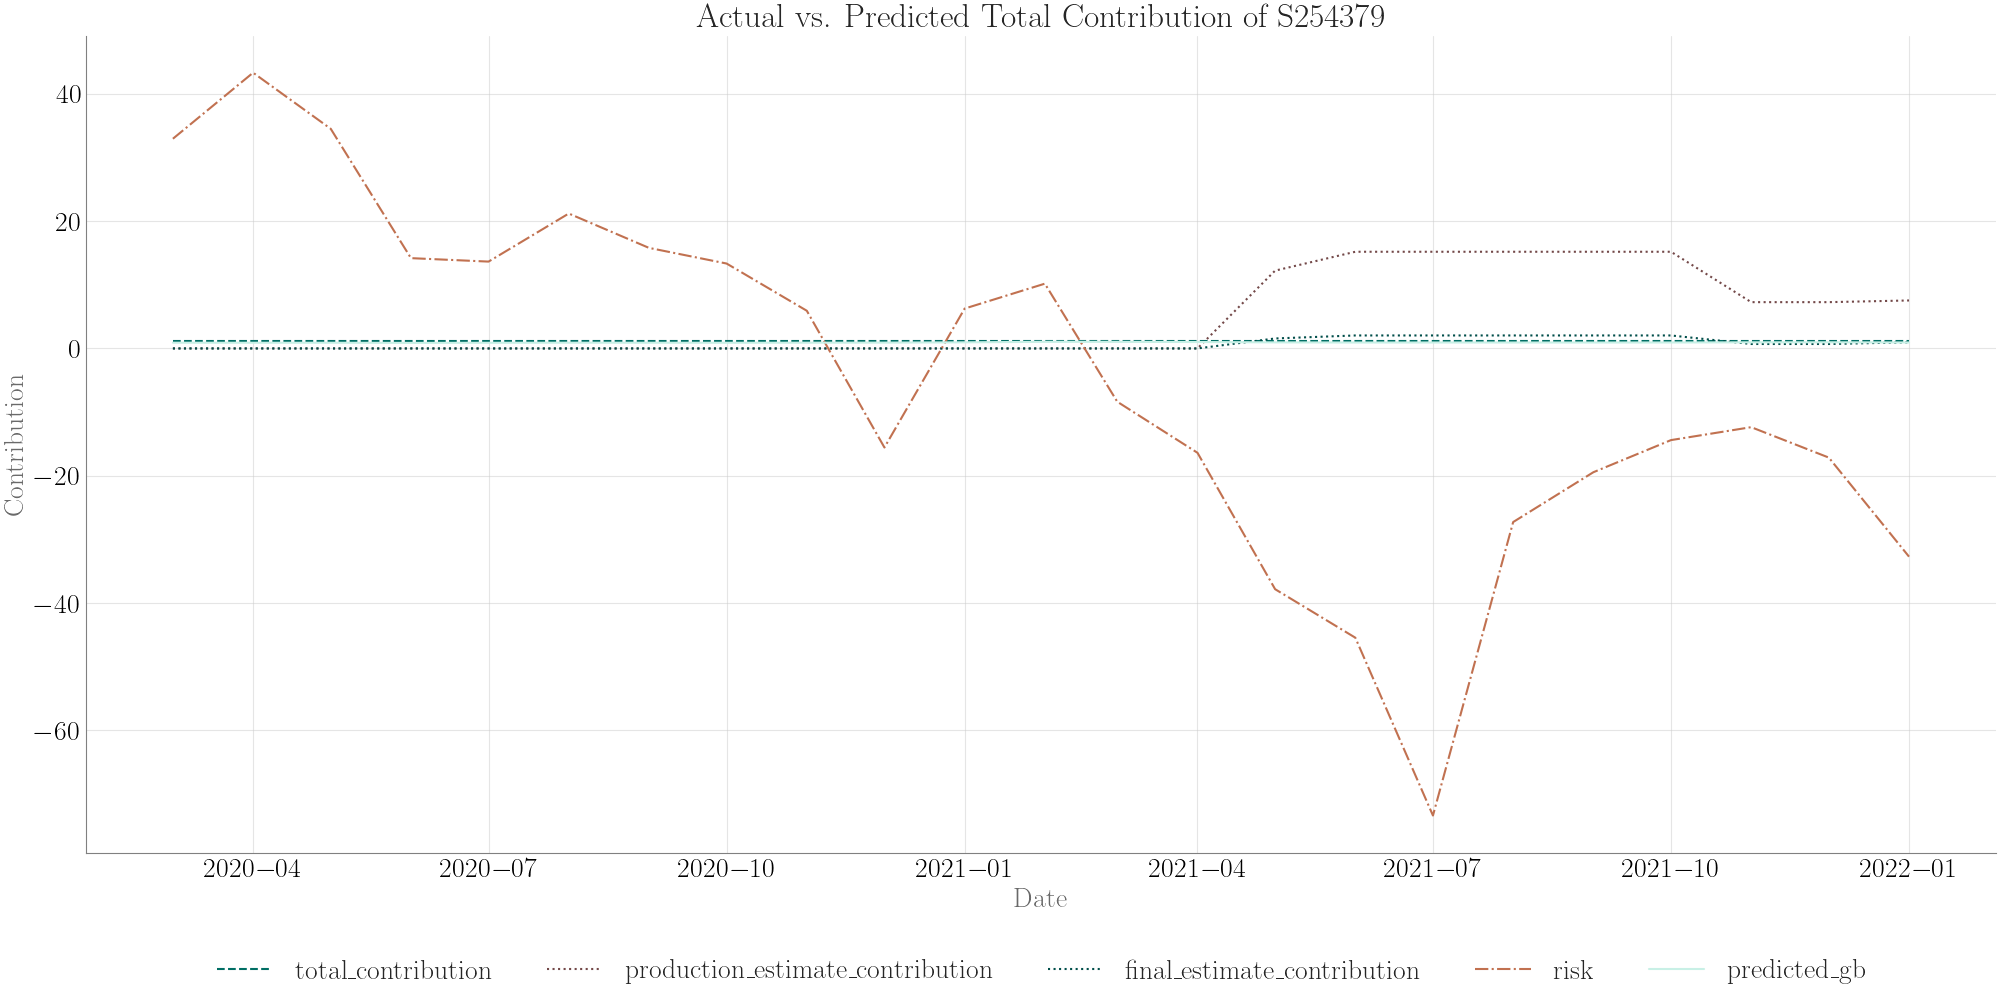 Actual vs. Predicted Total Contribution of S254379
40
20
0
−20
−40
−60
Contribution
2020−04 2020−07 2020−10 2021−01 2021−04 2021−07 2021−10 2022−01
Date
total_contribution production_estimate_contribution final_estimate_contribution risk predicted_gb